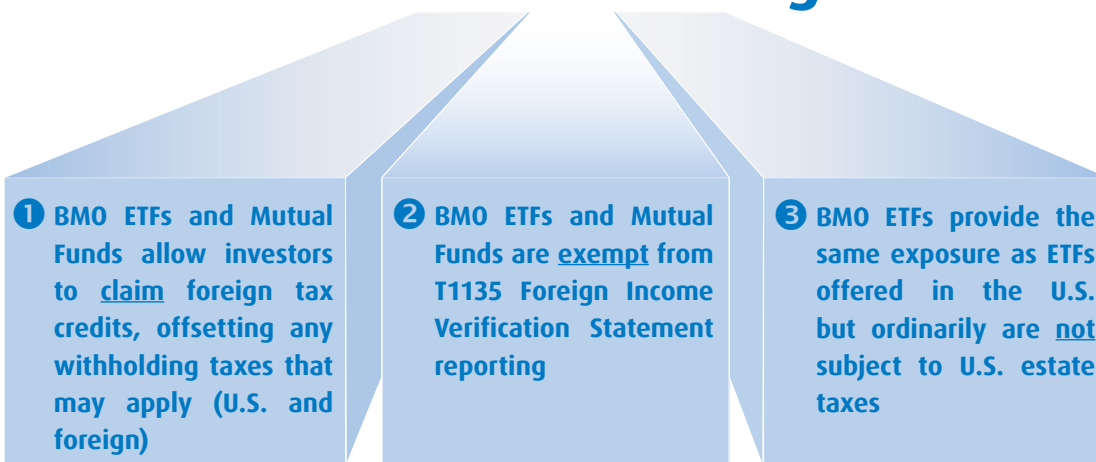 ❶ BMO ETFs and Mutual
Funds allow investors
to claim foreign tax
credits, offsetting any
withholding taxes that
may apply (U.S. and
foreign)
❷ BMO ETFs and Mutual
Funds are exempt from
T1135 Foreign Income
Verification Statement
reporting
❸ BMO ETFs provide the
same exposure as ETFs
offered in the U.S.
but ordinarily are not
subject to U.S. estate
taxes